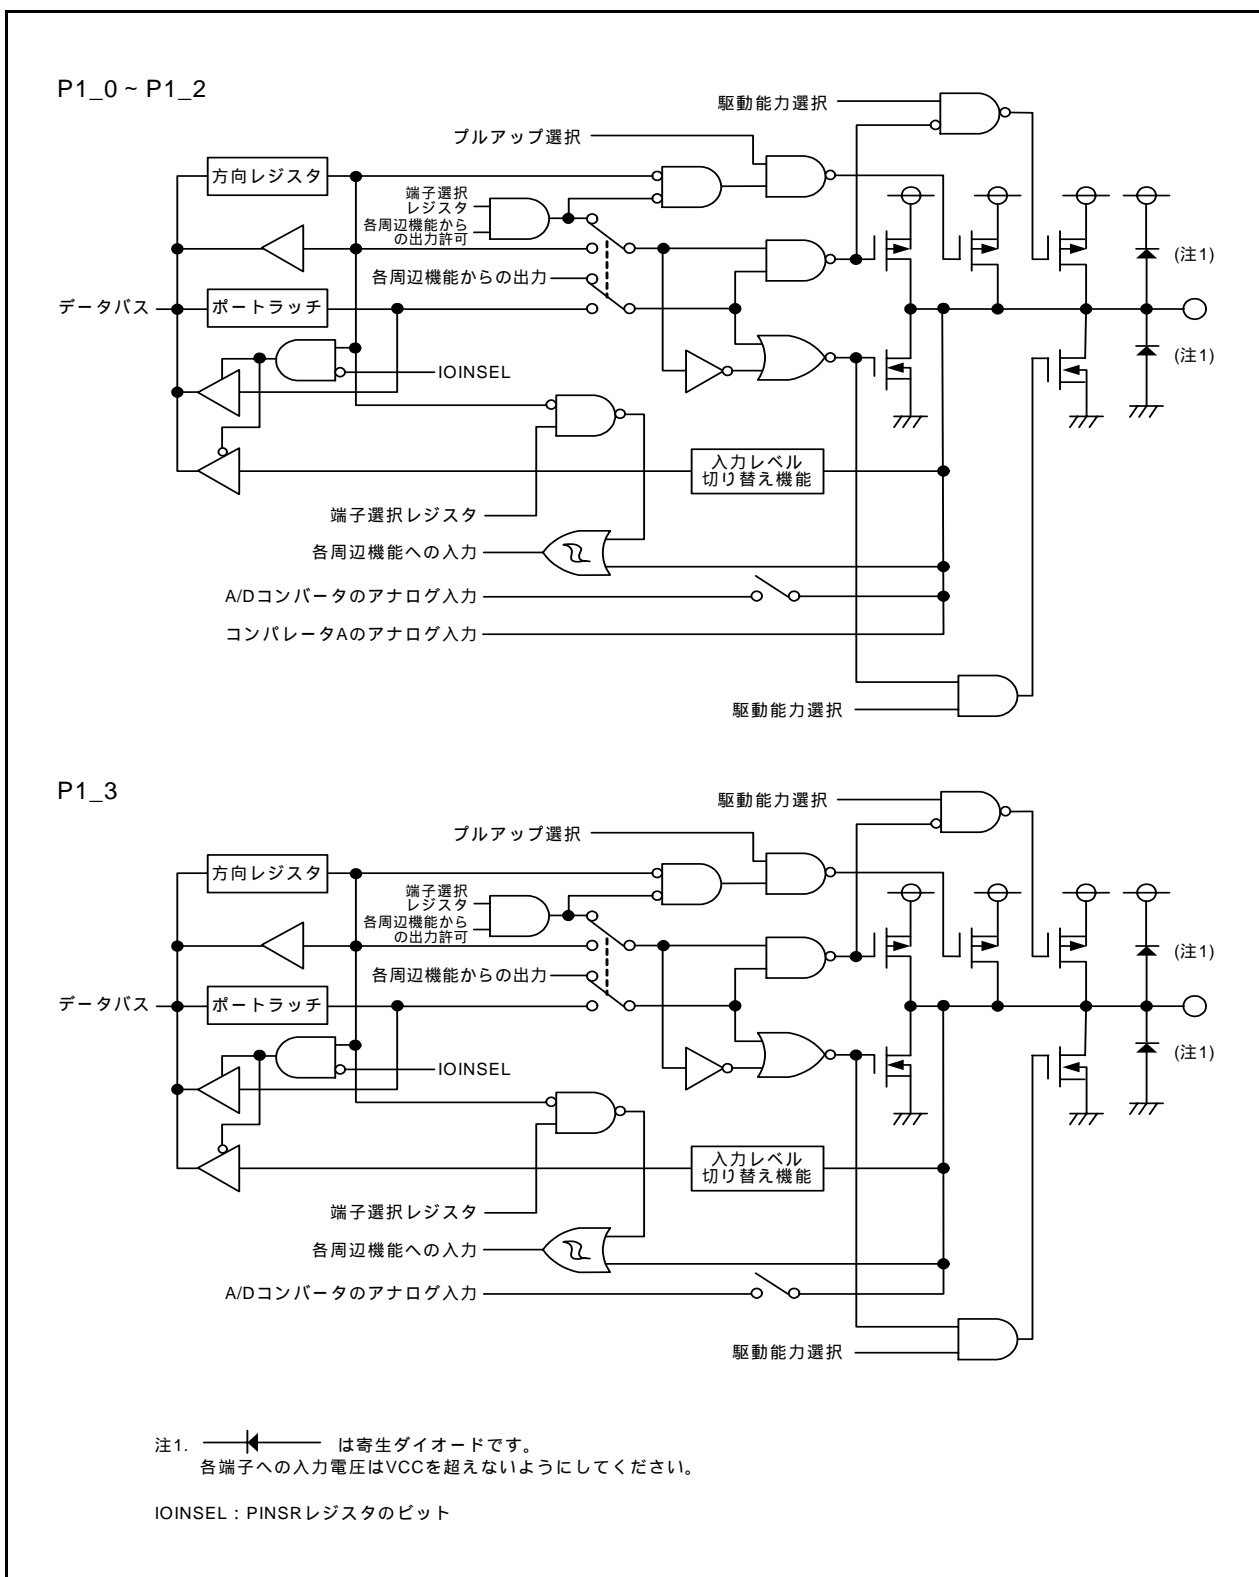 P1_0 ~ P1_2
駆動能力選択
プルアップ選択
方向レジスタ
端子選択
レジスタ
各周辺機能から
の出力許可
(注1)
各周辺機能からの出力
データバス
ポートラッチ
(注1)
IOINSEL
入力レベル
切り替え機能
端子選択レジスタ
各周辺機能への入力
A/Dコンバータのアナログ入力
コンパレータAのアナログ入力
駆動能力選択
P1_3
駆動能力選択
プルアップ選択
方向レジスタ
端子選択
レジスタ
各周辺機能から
の出力許可
(注1)
各周辺機能からの出力
データバス
ポートラッチ
(注1)
IOINSEL
入力レベル
切り替え機能
端子選択レジスタ
各周辺機能への入力
A/Dコンバータのアナログ入力
駆動能力選択
注1. は寄生ダイオードです。
各端子への入力電圧はVCCを超えないようにしてください。
IOINSEL：PINSRレジスタのビット